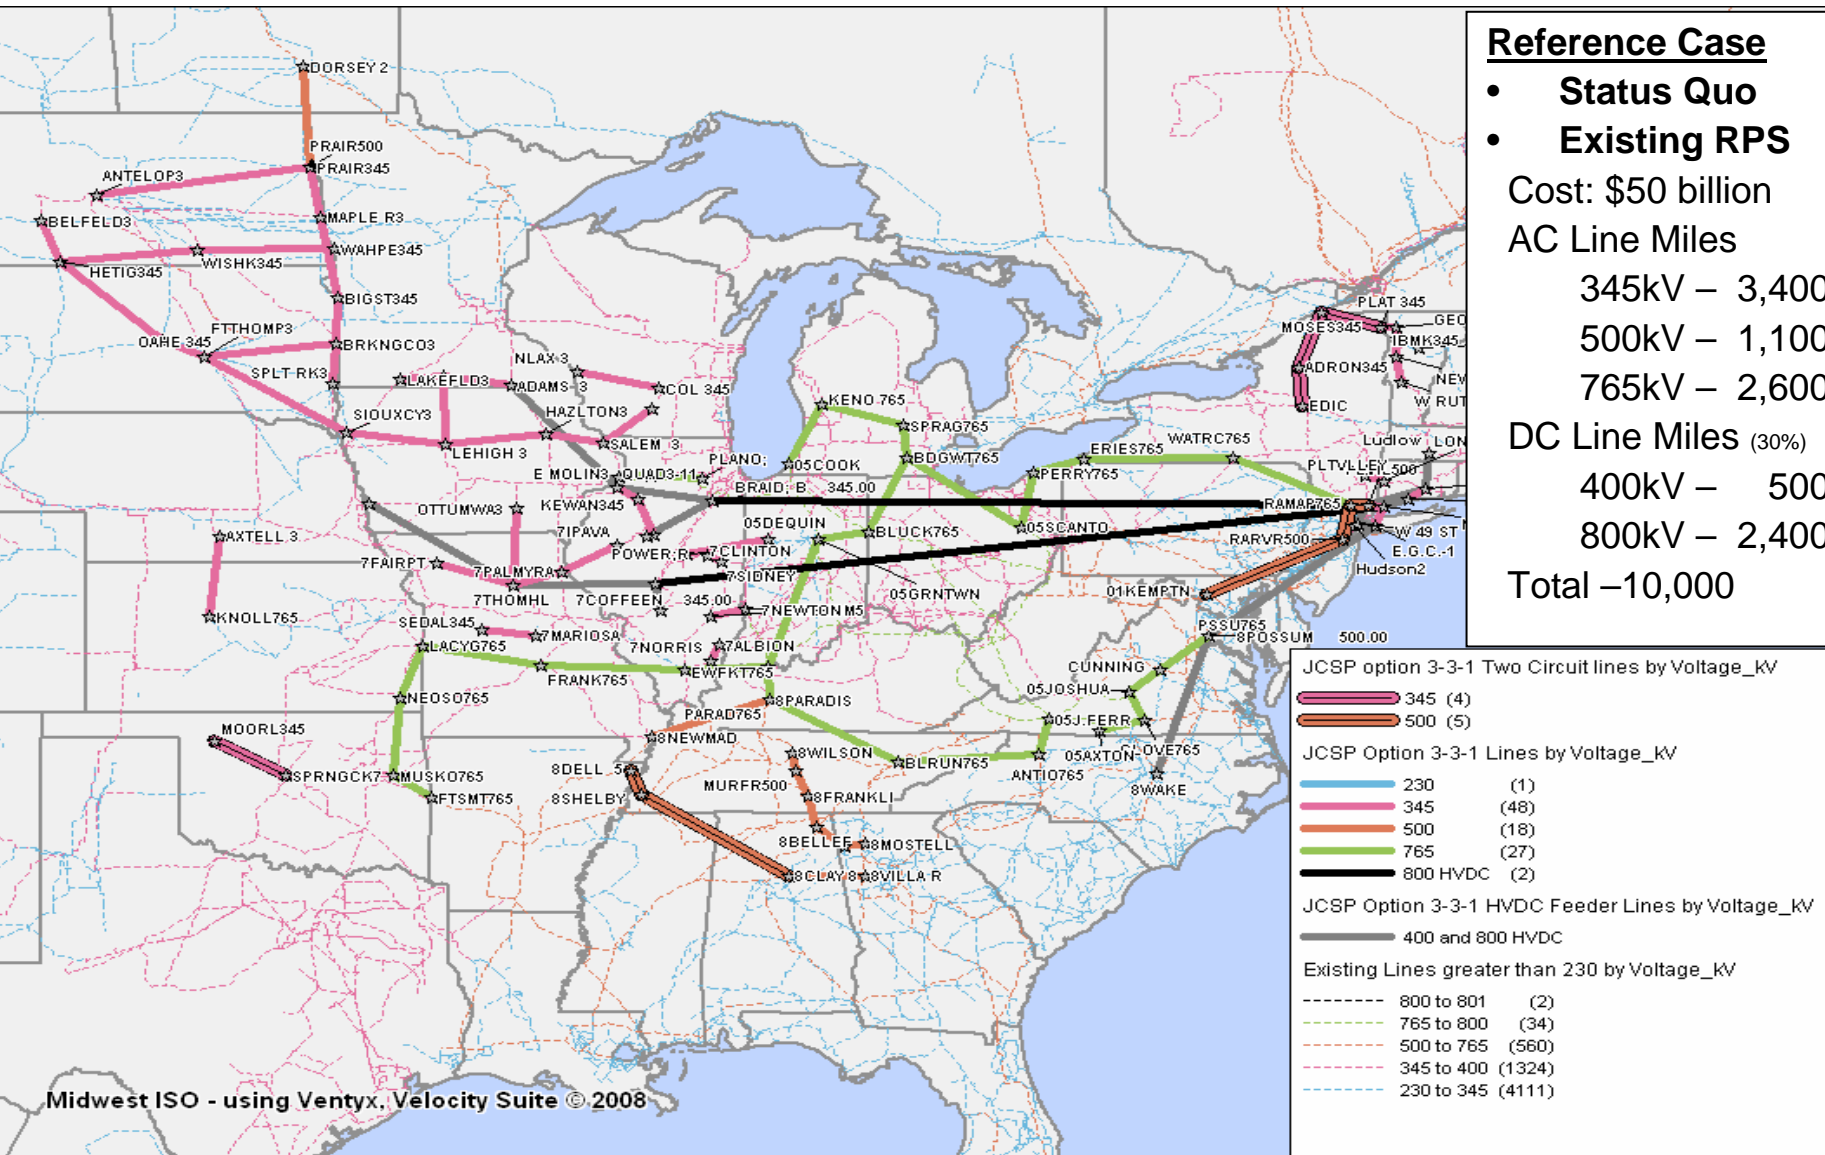 Reference Case
• Status Quo
• Existing RPS
Cost: $50 billion
AC Line Miles
345kV – 3,400
500kV – 1,100
765kV – 2,600
DC Line Miles (30%)
400kV – 500
800kV – 2,400
Total –10,000
DORSEY 2
PRAIR500
PRAIR345
ANTELOP3
BELFELD3
MAPLE R3
WAHPE345
WISHK345
HETIG345
BIGST345
FTTHOMP3
OAHE 345
BRKNGCO3
SPLT RK3
LAKEFLD3
NLAX 3
ADAMS 3
COL 345
SIOUXCY3
HAZLTON3
LEHIGH 3
SALEM 3
E MOLIN3
QUAD3-11
PLANO;
05COOK
KENO 765
SPRAG765
BDGWT765
PERRY765
ERIES765
WATRC765
PLAT 345
MOSES345
GEO
IBMK345
ADRON345
NEW
W RUT
EDIC
Ludlow
LON
PLTVLLEY
500
RAMAP765
RARVR500
W 49 ST
E.G.C.-1
Hudson2
BRAID; B
345.00
OTTUMWA3
KEWAN345
7IPAVA
05DEQUIN
BLUCK765
05SCANTO
POWER;R
7CLINTON
AXTELL 3
7FAIRPT
7PALMYRA
7SIDNEY
7THOMHL
7COFFEEN
345.00
05GRNTWN
01KEMPTN
KNOLL765
SEDAL345
7MARIOSA
7NEWTON
M5
7NORRIS
7ALBION
LACYG765
FRANK765
EWFKT765
PSSU765
8POSSUM
500.00
CUNNING
05JOSHUA
NEOSO765
PARAD765
8PARADIS
05J.FERR
MOORL345
8NEWMAD
8WILSON
BLRUN765
05AXTON
CLOVE765
ANTIO765
8WAKE
SPRNGCK7
MUSKO765
8DELL 5
MURFR500
FTSMT765
8SHELBY
8FRANKLI
8BELLEF
8MOSTELL
8CLAY 8
8VILLA R
JCSP option 3-3-1 Two Circuit lines by Voltage_kV
345 (4)
500 (5)
JCSP Option 3-3-1 Lines by Voltage_kV
230 (1)
345 (48)
500 (18)
765 (27)
800 HVDC (2)
JCSP Option 3-3-1 HVDC Feeder Lines by Voltage_kV
400 and 800 HVDC
Existing Lines greater than 230 by Voltage_kV
800 to 801 (2)
765 to 800 (34)
500 to 765 (560)
345 to 400 (1324)
230 to 345 (4111)
Midwest ISO - using Ventyx, Velocity Suite © 2008